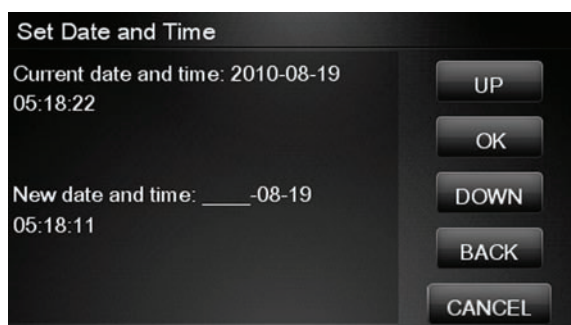 Set Date and Time
Current date and time: 2010-08-19
05:18:22
New date and time: ____-08-19
05:18:11
UP
OK
DOWN
BACK
CANCEL